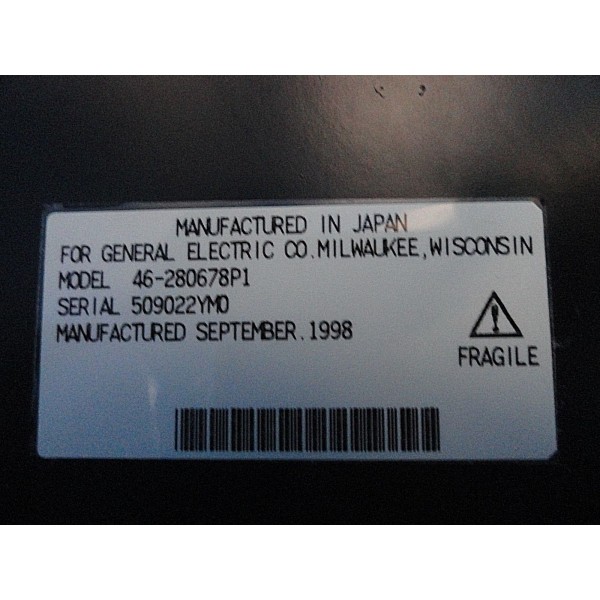 MANUFACTURED IN JAPAN
FOR GENERAL ELECTRIC CO.MILWAUKEE,WISCONSIN
MODEL 46-280678P1
SERIAL 509022YM0
MANUFACTURED SEPTEMBER.1998
FRAGILE